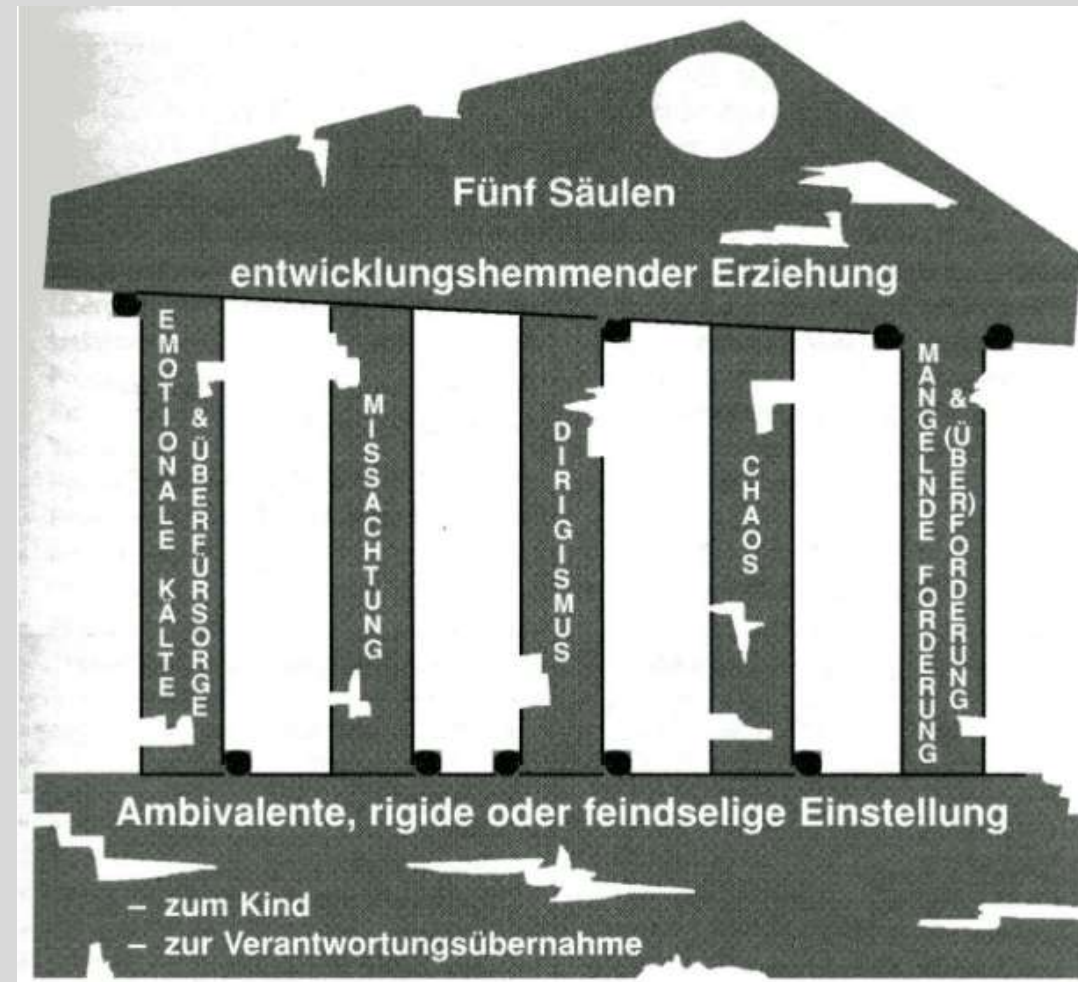 Fünf Säulen
entwicklungshemmender Erziehung
EMOTIONALE KÄLTE
& ÜBERFÜRSORGE
MISSACHTUNG
DIRIGISMUS
CHAOS
MANGELNDE FORDERUNG
& (ÜBER)FORDERUNG
Ambivalente, rigide oder feindselige Einstellung
– zum Kind
– zur Verantwortungsübernahme